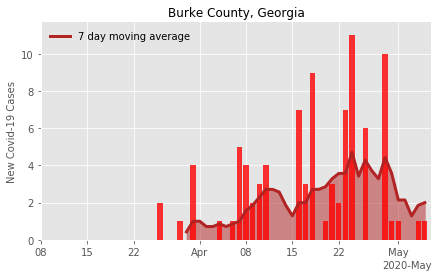 Burke County, Georgia
7 day moving average
New Covid-19 Cases
10
8
6
4
2
0
08 15 22 Apr 08 15 22 May
2020-May